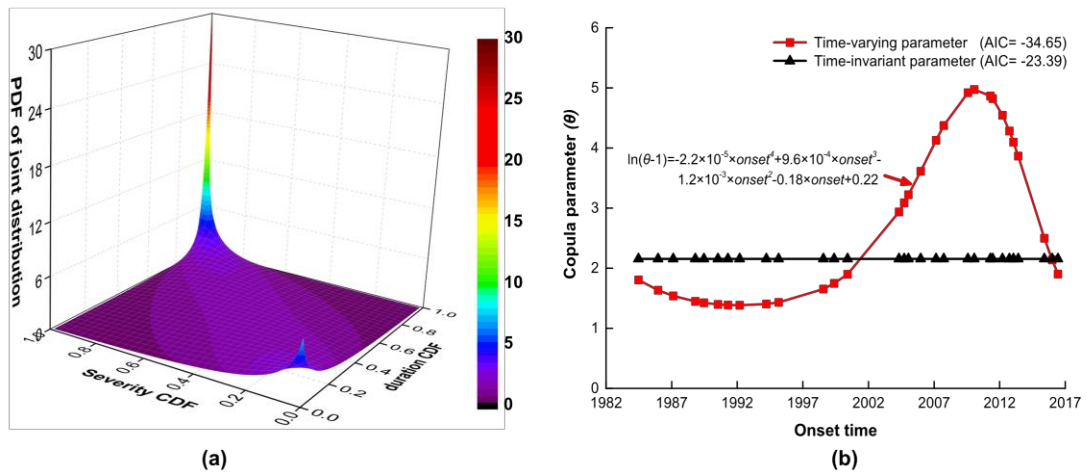 30
24
18
12
6
PDF of joint distribution
1.0
0.8
0.6
0.4
0.2
0.0
Severity CDF
0.0
0.2
0.4
0.6
0.8
1.0
duration CDF
30
25
20
15
10
5
0
(a)
(b)
6
5
4
3
2
1
0
Copula parameter (θ)
Time-varying parameter (AIC= -34.65)
Time-invariant parameter (AIC= -23.39)
ln(θ-1)=-2.2×10⁻⁵×onset⁴+9.6×10⁻⁴×onset³-
1.2×10⁻³×onset²-0.18×onset+0.22
1982 1987 1992 1997 2002 2007 2012 2017
Onset time